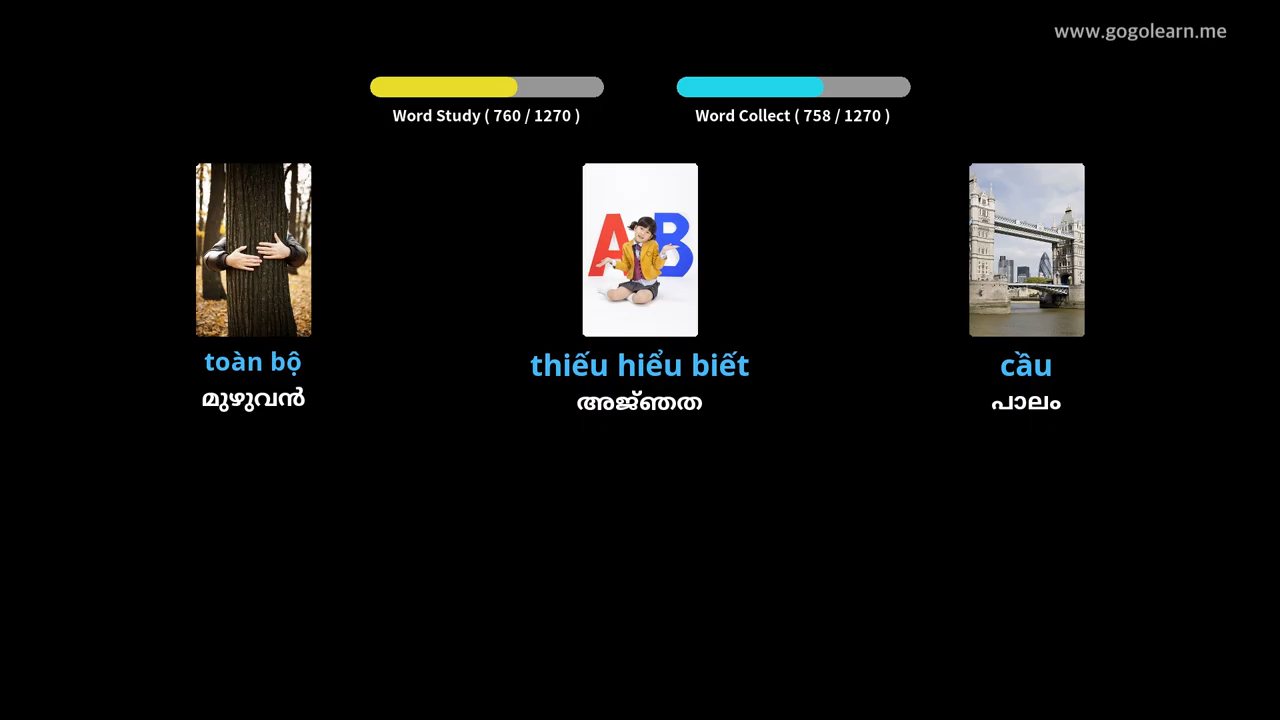 www.gogolearn.me
Word Study ( 760 / 1270 )
Word Collect ( 758 / 1270 )
A B
toàn bộ
thiếu hiểu biết
cầu
മുഴുവൻ
അജ്ഞത
പാലം